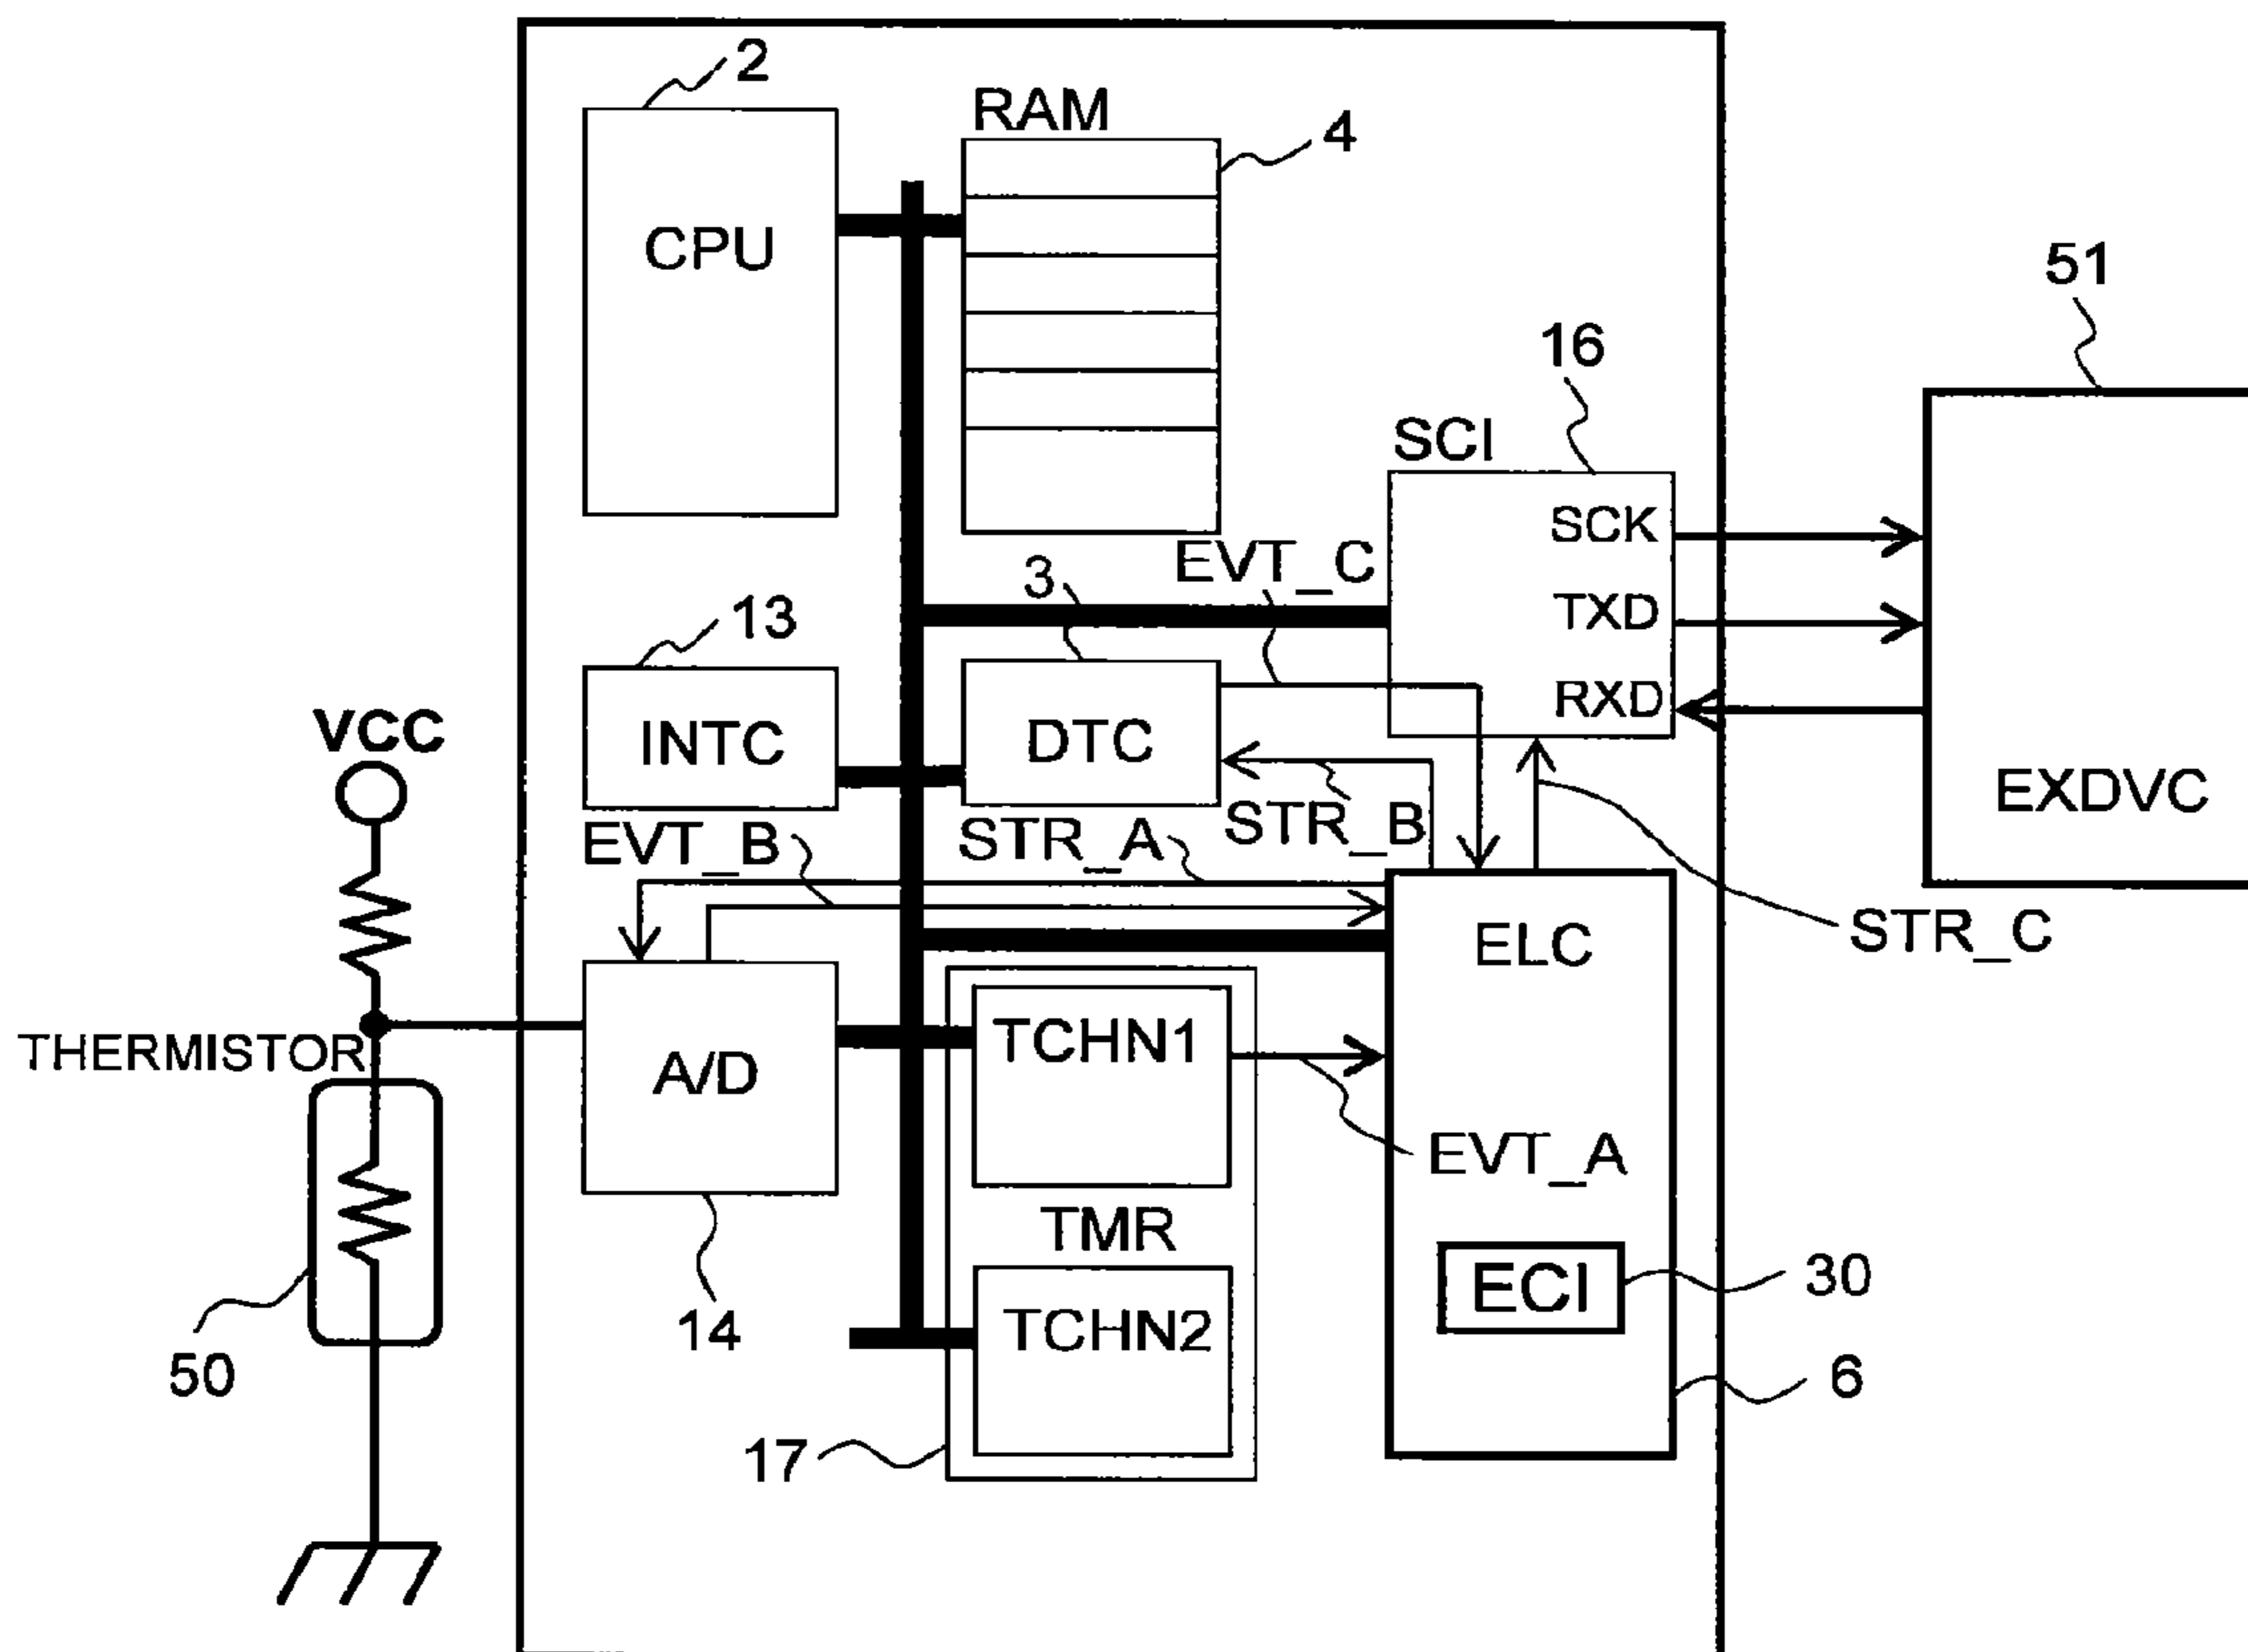 2
RAM
4
CPU
51
16
SCI
SCK
3
EVT_C
TXD
13
RXD
VCC
INTC
DTC
EXDVC
EVT_B
STR_A
STR_B
ELC
STR_C
THERMISTOR
A/D
TCHN1
EVT_A
TMR
ECI
30
14
TCHN2
50
6
17